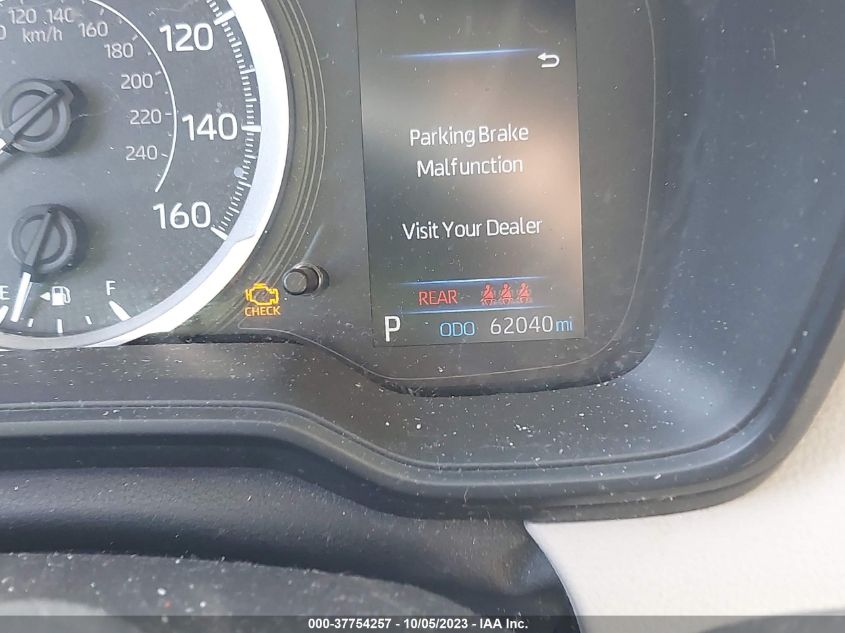 120 140
km/h 160
180
200
220
240
120
140
160
E F
CHECK
Parking Brake
Malfunction
Visit Your Dealer
REAR
P ODO 62040 mi
000-37754257 - 10/05/2023 - IAA Inc.